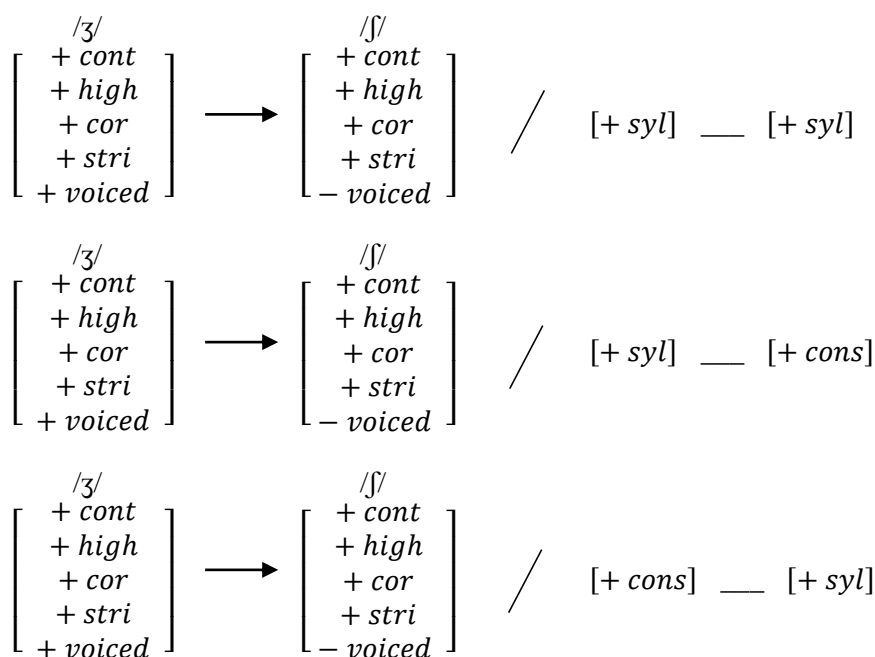 /ʒ/ /ʃ/
+ cont + cont
+ high + high
+ cor + cor / [+ syl] ___ [+ syl]
+ stri + stri
+ voiced − voiced
/ʒ/ /ʃ/
+ cont + cont
+ high + high
+ cor + cor / [+ syl] ___ [+ cons]
+ stri + stri
+ voiced − voiced
/ʒ/ /ʃ/
+ cont + cont
+ high + high
+ cor + cor / [+ cons] ___ [+ syl]
+ stri + stri
+ voiced − voiced